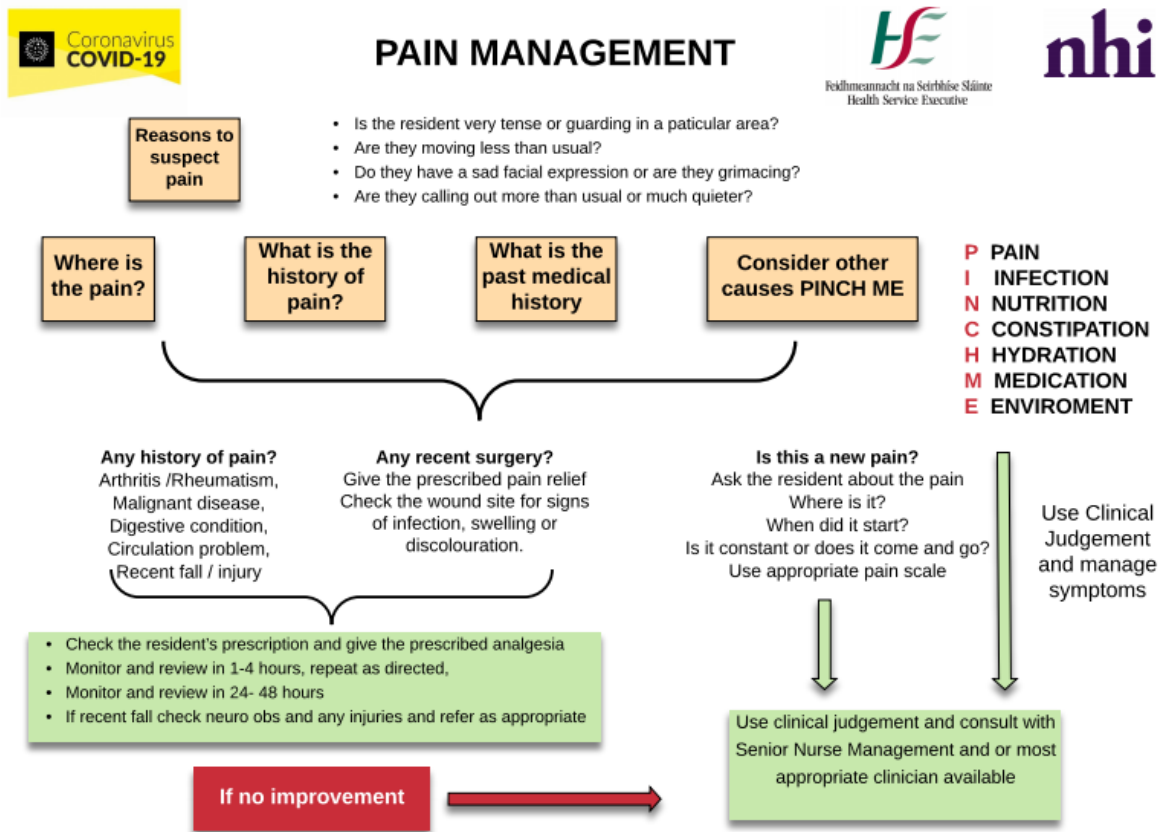 Coronavirus
COVID-19
PAIN MANAGEMENT
HE
Feidhmeannacht na Seirbhíse Sláinte
Health Service Executive
nhi
Reasons to
suspect
pain
• Is the resident very tense or guarding in a paticular area?
• Are they moving less than usual?
• Do they have a sad facial expression or are they grimacing?
• Are they calling out more than usual or much quieter?
Where is
the pain?
What is the
history of
pain?
What is the
past medical
history
Consider other
causes PINCH ME
P PAIN
I INFECTION
N NUTRITION
C CONSTIPATION
H HYDRATION
M MEDICATION
E ENVIROMENT
Any history of pain?
Arthritis /Rheumatism,
Malignant disease,
Digestive condition,
Circulation problem,
Recent fall / injury
Any recent surgery?
Give the prescribed pain relief
Check the wound site for signs
of infection, swelling or
discolouration.
Is this a new pain?
Ask the resident about the pain
Where is it?
When did it start?
Is it constant or does it come and go?
Use appropriate pain scale
Use Clinical
Judgement
and manage
symptoms
• Check the resident's prescription and give the prescribed analgesia
• Monitor and review in 1-4 hours, repeat as directed,
• Monitor and review in 24- 48 hours
• If recent fall check neuro obs and any injuries and refer as appropriate
Use clinical judgement and consult with
Senior Nurse Management and or most
appropriate clinician available
If no improvement